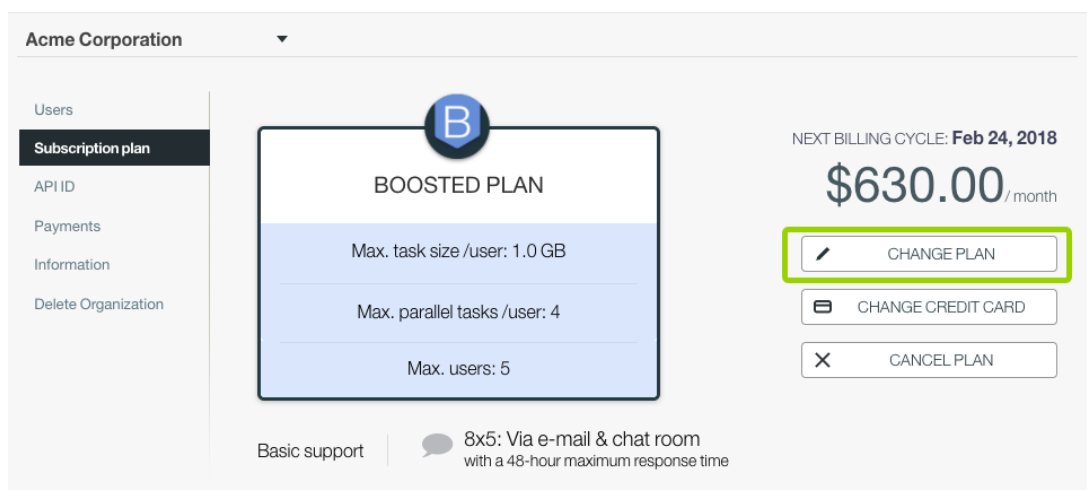 Acme Corporation
Users
Subscription plan
API ID
Payments
Information
Delete Organization
B
BOOSTED PLAN
Max. task size /user: 1.0 GB
Max. parallel tasks /user: 4
Max. users: 5
Basic support
8x5: Via e-mail & chat room
with a 48-hour maximum response time
NEXT BILLING CYCLE: Feb 24, 2018
$630.00/ month
CHANGE PLAN
CHANGE CREDIT CARD
CANCEL PLAN